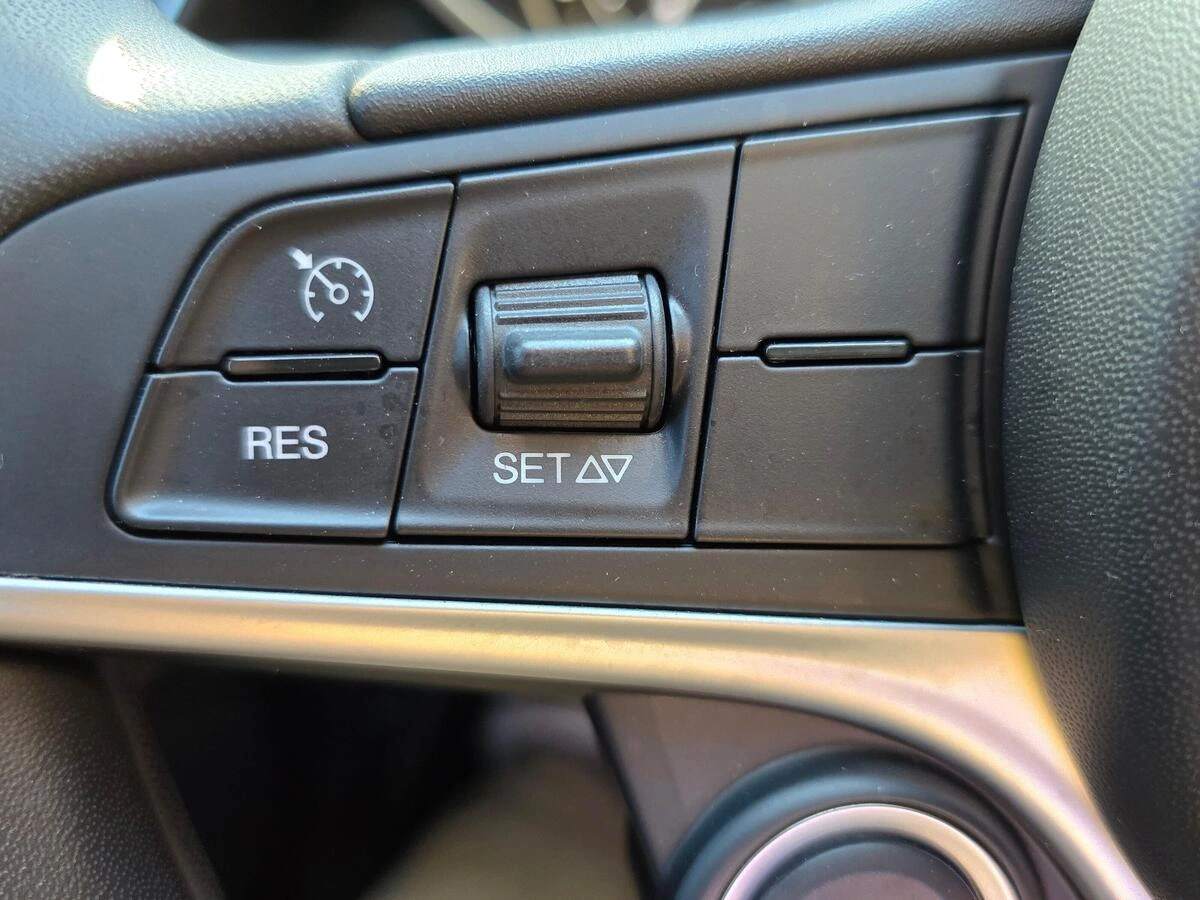 RES
SET △▽